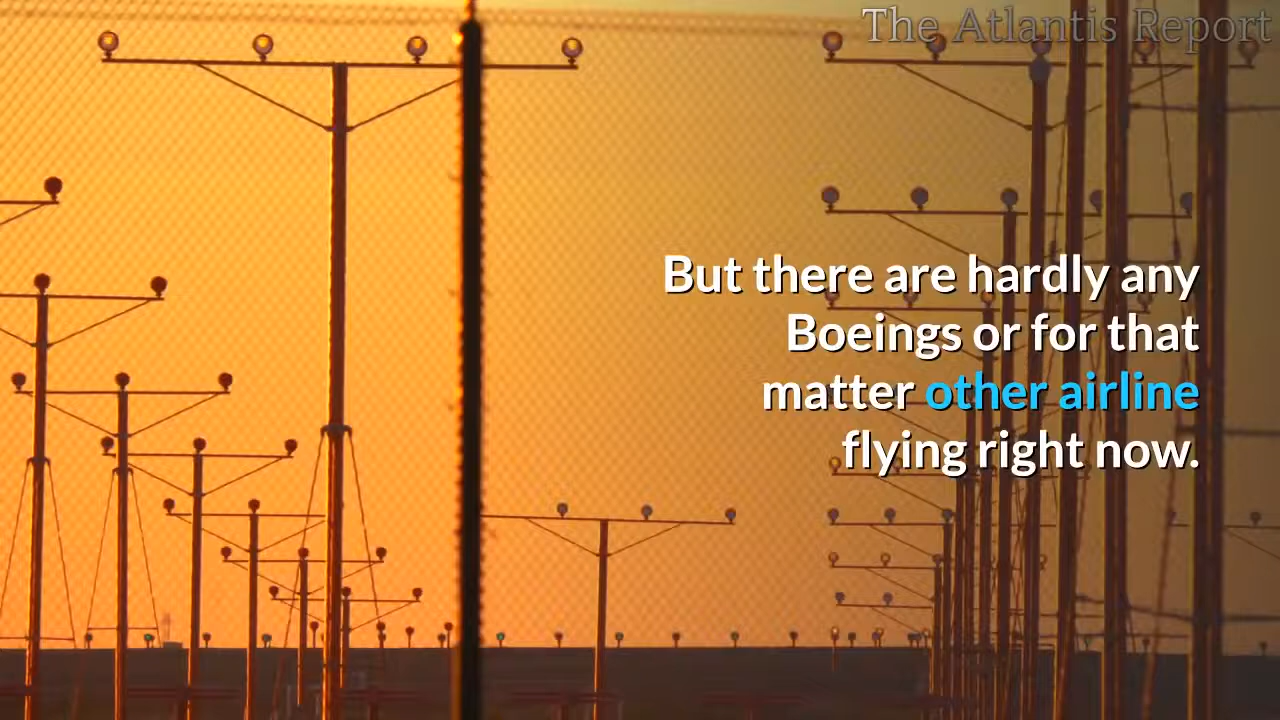 The Atlantis Report
But there are hardly any
Boeings or for that
matter other airline
flying right now.